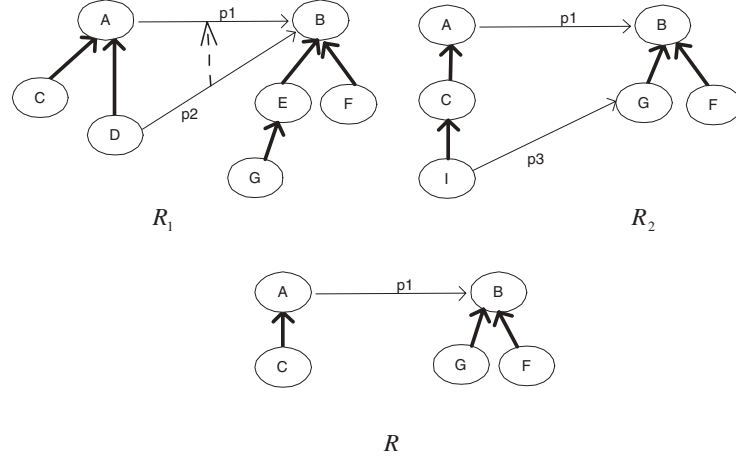 A p1 B A p1 B
C D p2 E F C G F
G I p3
R1 R2
A p1 B
C G F
R